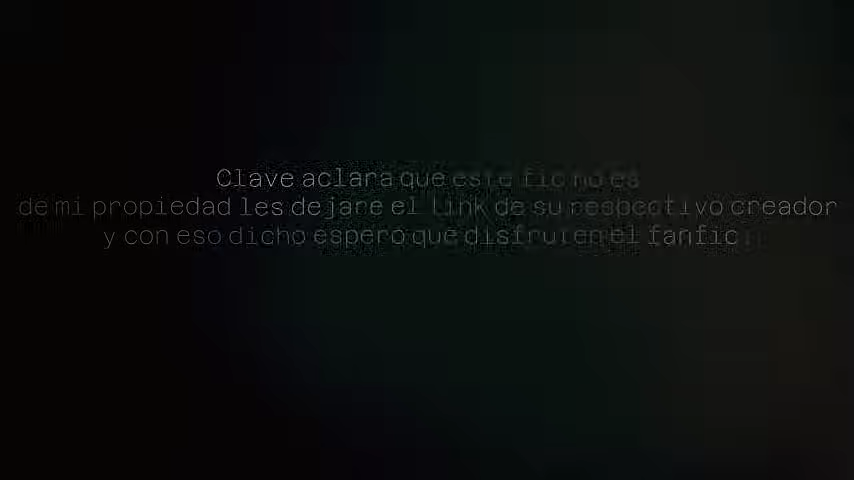 Clave aclara que este fic no es
de mi propiedad les dejare el link de su respectivo creador
y con eso dicho espero que disfruten el fanfic